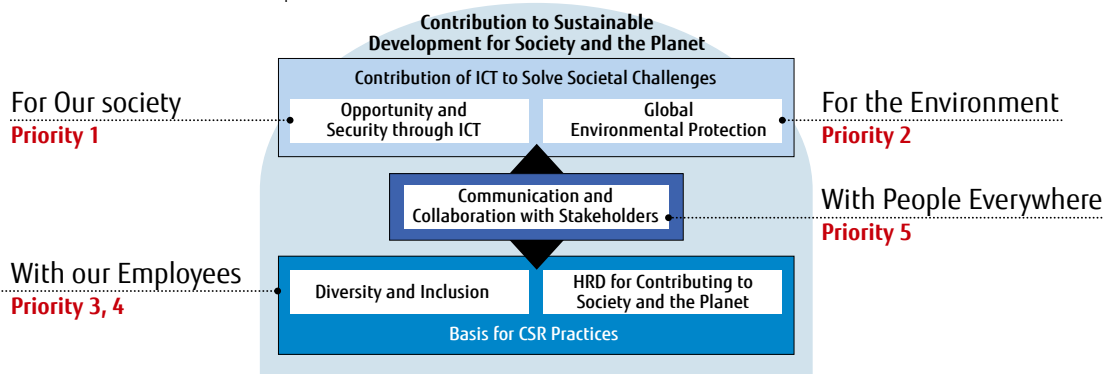 Contribution to Sustainable
Development for Society and the Planet
Contribution of ICT to Solve Societal Challenges
For Our society
Priority 1
Opportunity and
Security through ICT
Global
Environmental Protection
For the Environment
Priority 2
Communication and
Collaboration with Stakeholders
With People Everywhere
Priority 5
With our Employees
Priority 3, 4
Diversity and Inclusion
HRD for Contributing to
Society and the Planet
Basis for CSR Practices